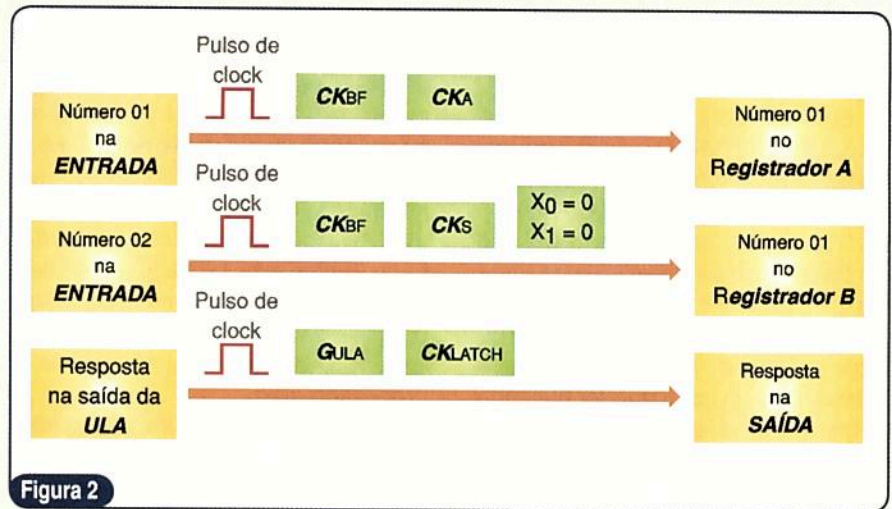 Pulso de
clock
CKBF
CKA
Número 01
na
ENTRADA
Número 01
no
Registrador A
Pulso de
clock
CKBF
CKS
X0 = 0
X1 = 0
Número 02
na
ENTRADA
Número 01
no
Registrador B
Pulso de
clock
GULA
CKLATCH
Resposta
na saída da
ULA
Resposta
na
SAÍDA
Figura 2